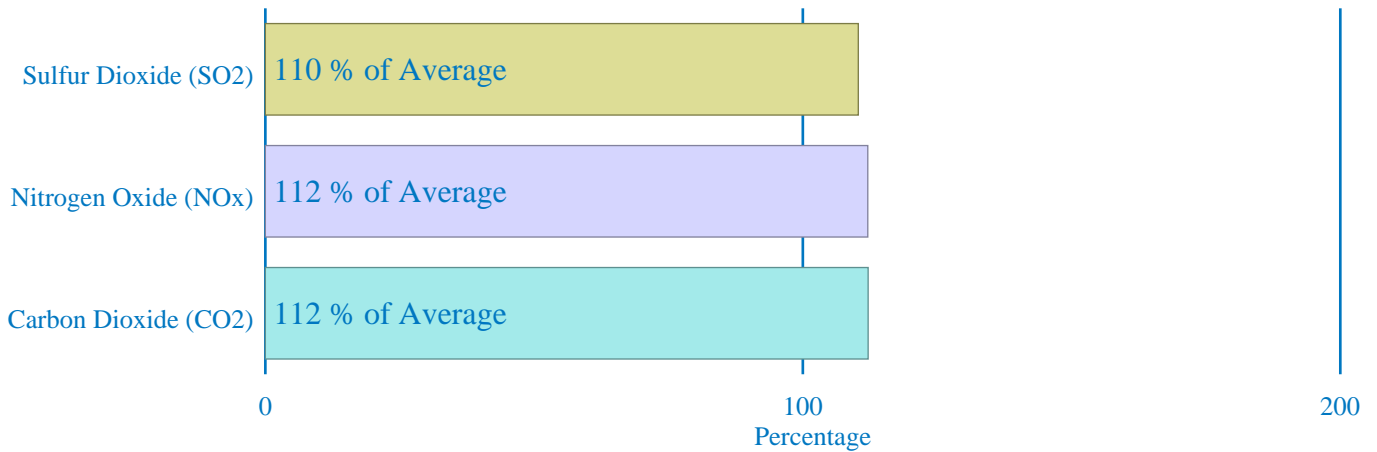 Sulfur Dioxide (SO2)
110 % of Average
Nitrogen Oxide (NOx)
112 % of Average
Carbon Dioxide (CO2)
112 % of Average
0
100
200
Percentage